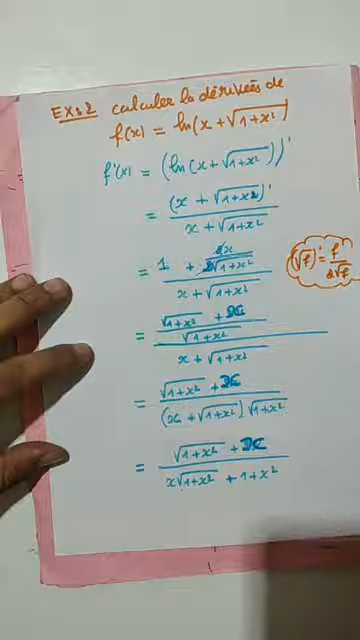 EX 2 calculer la dérivées de
f(x) = ln(x + √1+x²)
f'(x) = (ln(x + √1+x²))'
= (x + √1+x²)' / x + √1+x²
= 1 + 2x / 2√1+x² / x + √1+x²
(√f)' = f' / 2√f
= √1+x² + x / √1+x² / x + √1+x²
= √1+x² + x / (x + √1+x²) √1+x²
= √1+x² + x / x√1+x² + 1+x²